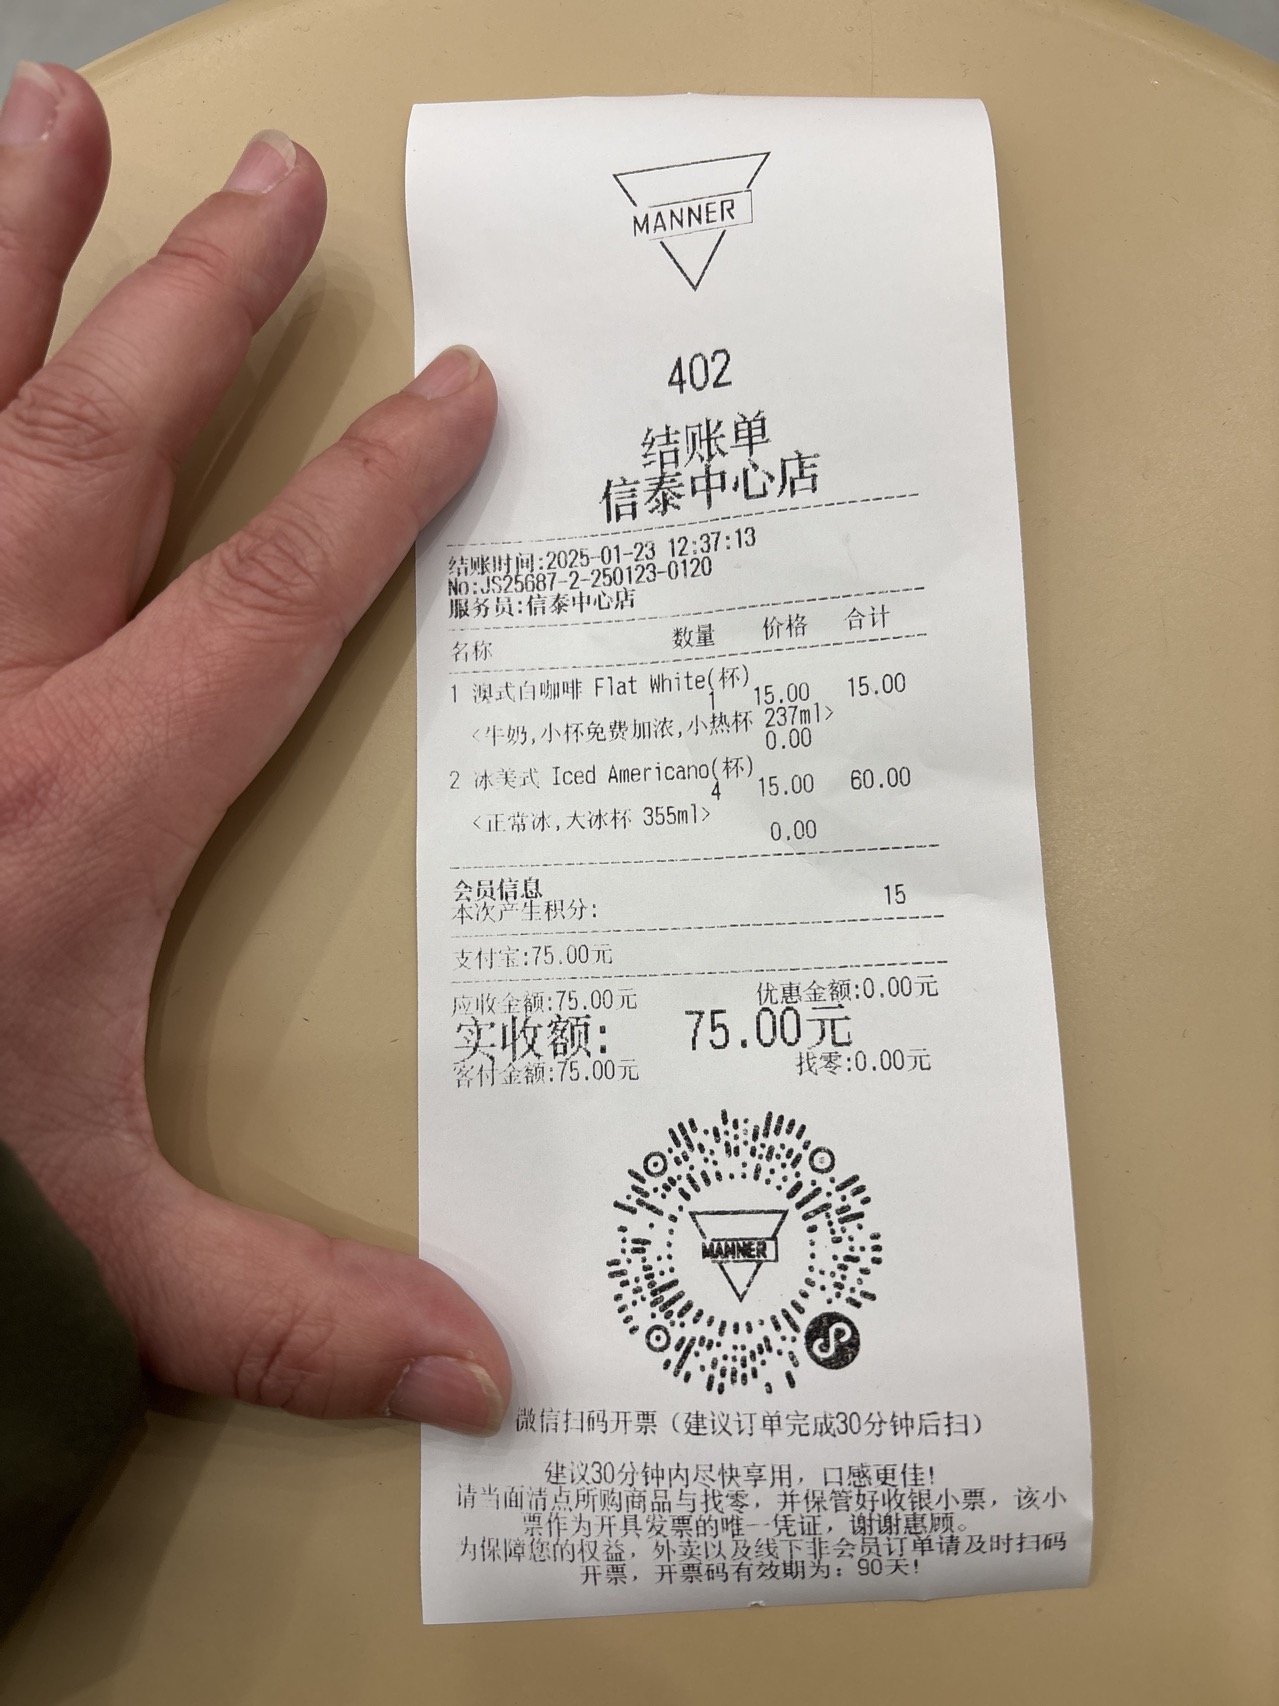 MANNER
402
结账单
信泰中心店
结账时间:2025-01-23 12:37:13
No:JS25687-2-250123-0120
服务员:信泰中心店
名称 数量 价格 合计
1 澳式白咖啡 Flat White(杯)
1 15.00 15.00
<牛奶,小杯免费加浓,小热杯 237ml>
0.00
2 冰美式 Iced Americano(杯)
4 15.00 60.00
<正常冰,大冰杯 355ml>
0.00
会员信息
本次产生积分: 15
支付宝:75.00元
应收金额:75.00元 优惠金额:0.00元
实收额: 75.00元
客付金额:75.00元 找零:0.00元
MANNER
微信扫码开票（建议订单完成30分钟后扫）
建议30分钟内尽快享用，口感更佳!
请当面清点所购商品与找零，并保管好收银小票，该小
票作为开具发票的唯一凭证，谢谢惠顾。
为保障您的权益，外卖以及线下非会员订单请及时扫码
开票，开票码有效期为：90天!